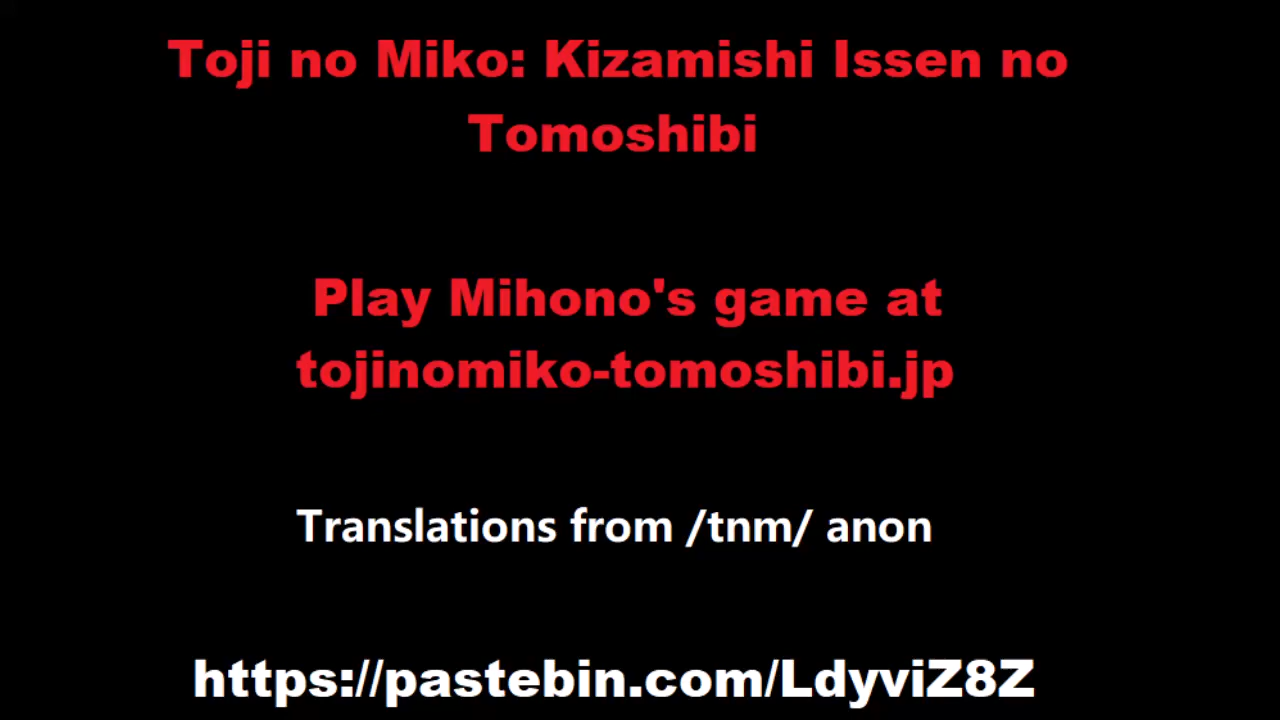 Toji no Miko: Kizamishi Issen no
Tomoshibi
Play Mihono's game at
tojinomiko-tomoshibi.jp
Translations from /tnm/ anon
https://pastebin.com/LdyviZ8Z